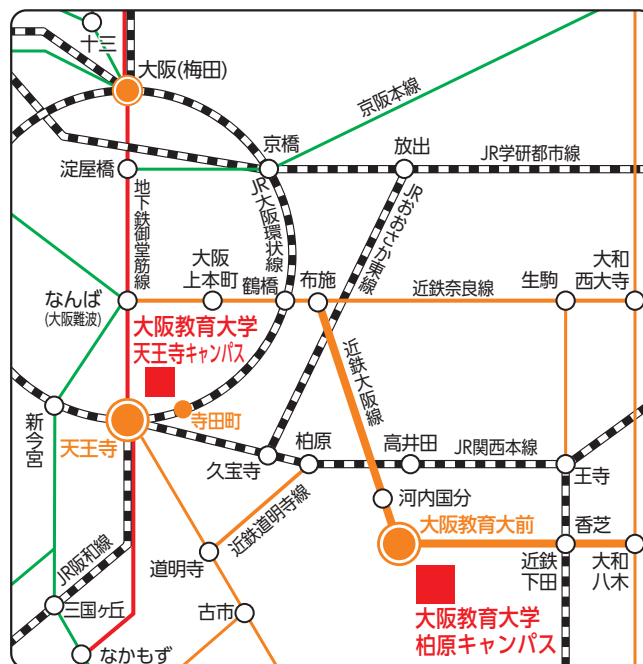 十三
大阪(梅田)
京阪本線
淀屋橋
京橋
放出
JR学研都市線
地下鉄御堂筋線
JR大阪環状線
JRおおさか東線
なんば
(大阪難波)
大阪
上本町
鶴橋
布施
近鉄奈良線
生駒
大和
西大寺
大阪教育大学
天王寺キャンパス
近鉄大阪線
新今宮
天王寺
寺田町
久宝寺
柏原
高井田
JR関西本線
王寺
河内国分
近鉄道明寺線
大阪教育大前
香芝
JR阪和線
道明寺
近鉄
下田
大和
八木
三国ヶ丘
古市
大阪教育大学
柏原キャンパス
なかもず